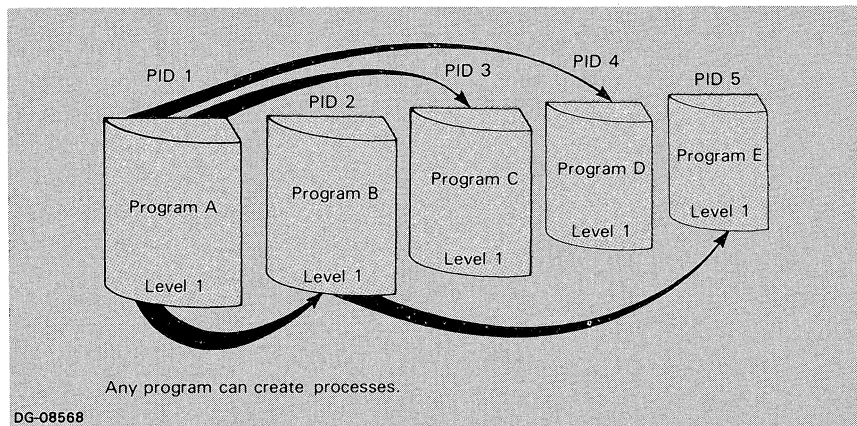 PID 1
PID 2
PID 3
PID 4
PID 5
Program A
Program B
Program C
Program D
Program E
Level 1
Level 1
Level 1
Level 1
Level 1
Any program can create processes.
DG-08568